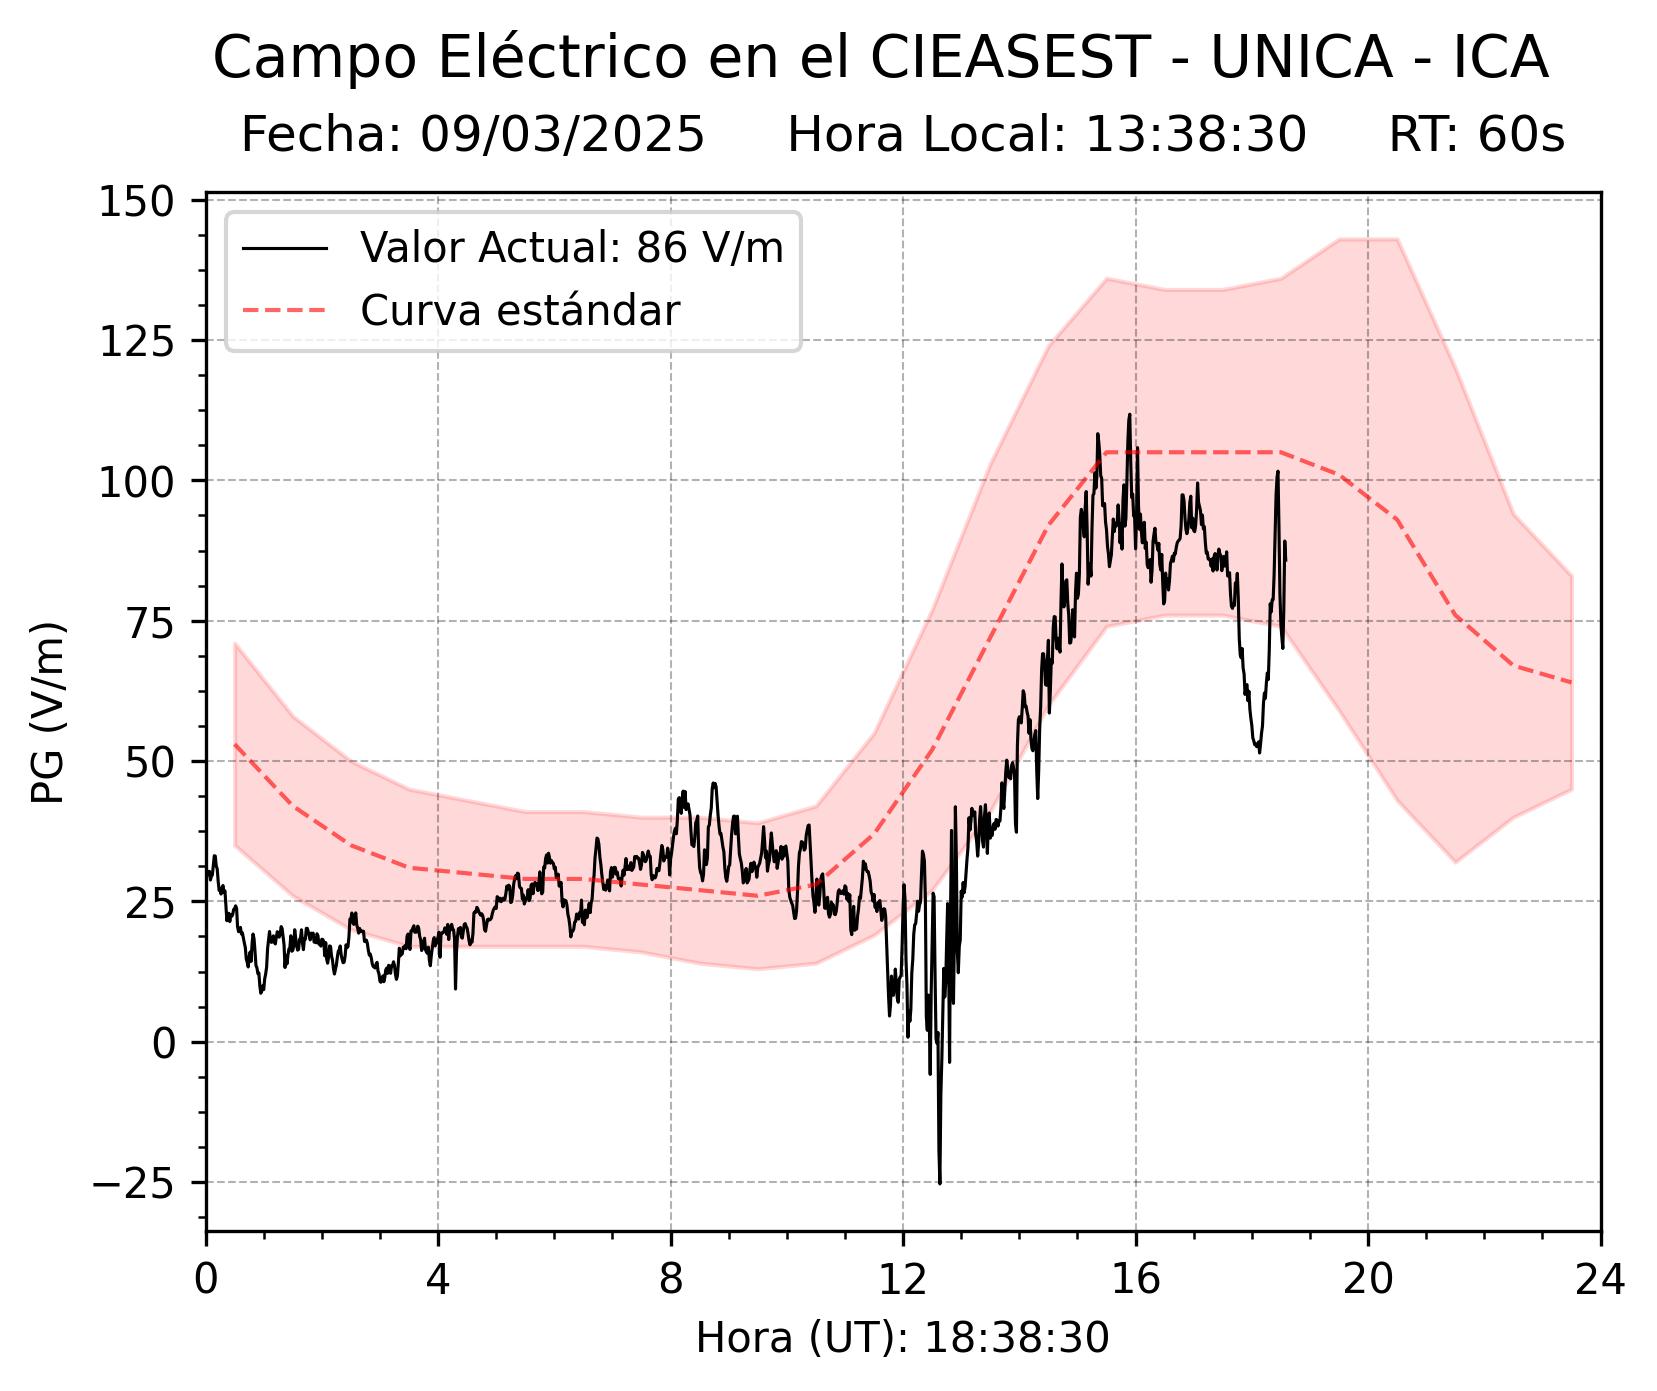 Campo Eléctrico en el CIEASEST - UNICA - ICA
Fecha: 09/03/2025 Hora Local: 13:38:30 RT: 60s
Valor Actual: 86 V/m
Curva estándar
PG (V/m)
150
125
100
75
50
25
0
−25
0 4 8 12 16 20 24
Hora (UT): 18:38:30